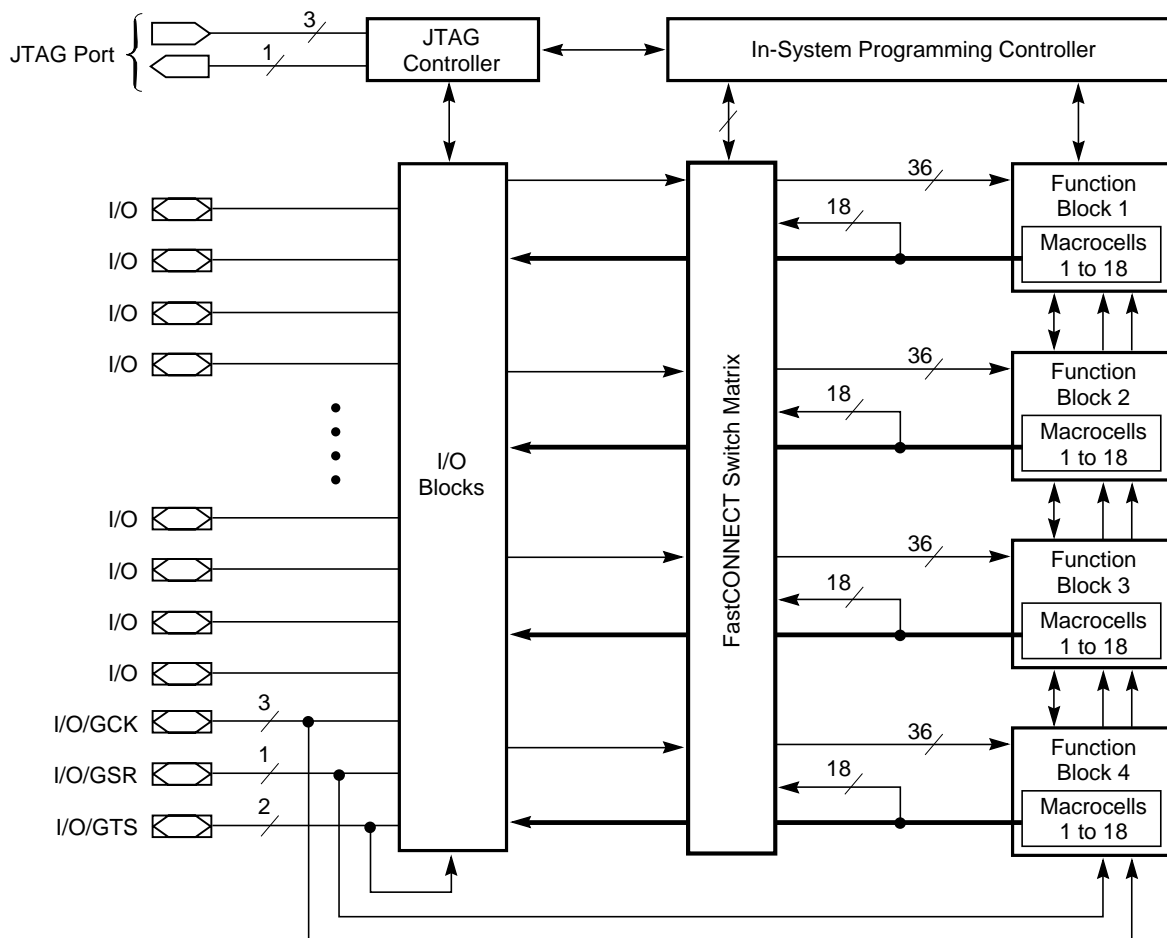 JTAG Port
3
1
JTAG
Controller
In-System Programming Controller
I/O
I/O
I/O
I/O
I/O
I/O
I/O
I/O
I/O/GCK
3
I/O/GSR
1
I/O/GTS
2
I/O
Blocks
FastCONNECT Switch Matrix
36
18
Function
Block 1
Macrocells
1 to 18
36
18
Function
Block 2
Macrocells
1 to 18
36
18
Function
Block 3
Macrocells
1 to 18
36
18
Function
Block 4
Macrocells
1 to 18